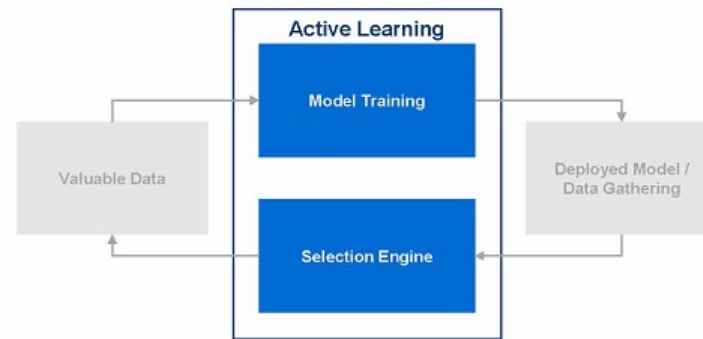 Active Learning
Model Training
Valuable Data
Deployed Model /
Data Gathering
Selection Engine